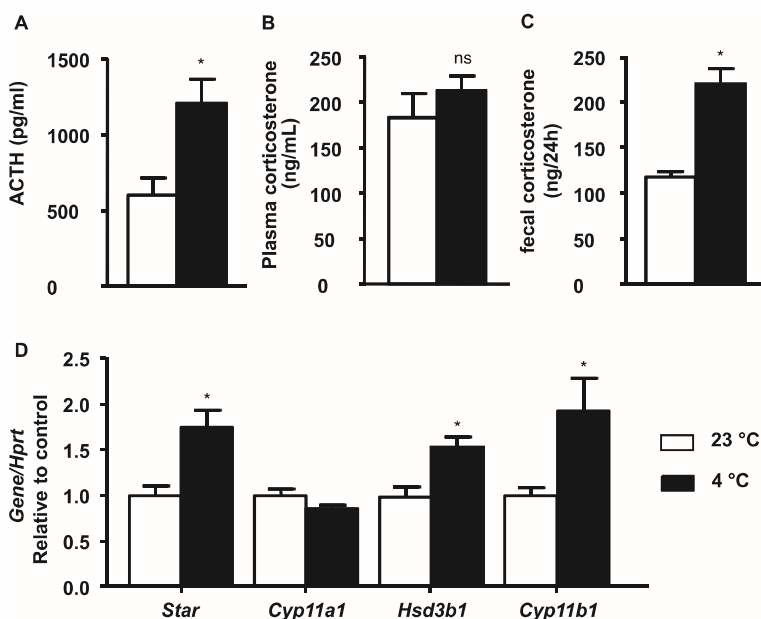 A
ACTH (pg/ml)
1500
1000
500
0
*
B
Plasma corticosterone
(ng/mL)
250
200
150
100
50
0
ns
C
fecal corticosterone
(ng/24h)
250
200
150
100
50
0
*
D
Gene/Hprt
Relative to control
2.5
2.0
1.5
1.0
0.5
0.0
*
*
*
Star
Cyp11a1
Hsd3b1
Cyp11b1
23 °C
4 °C